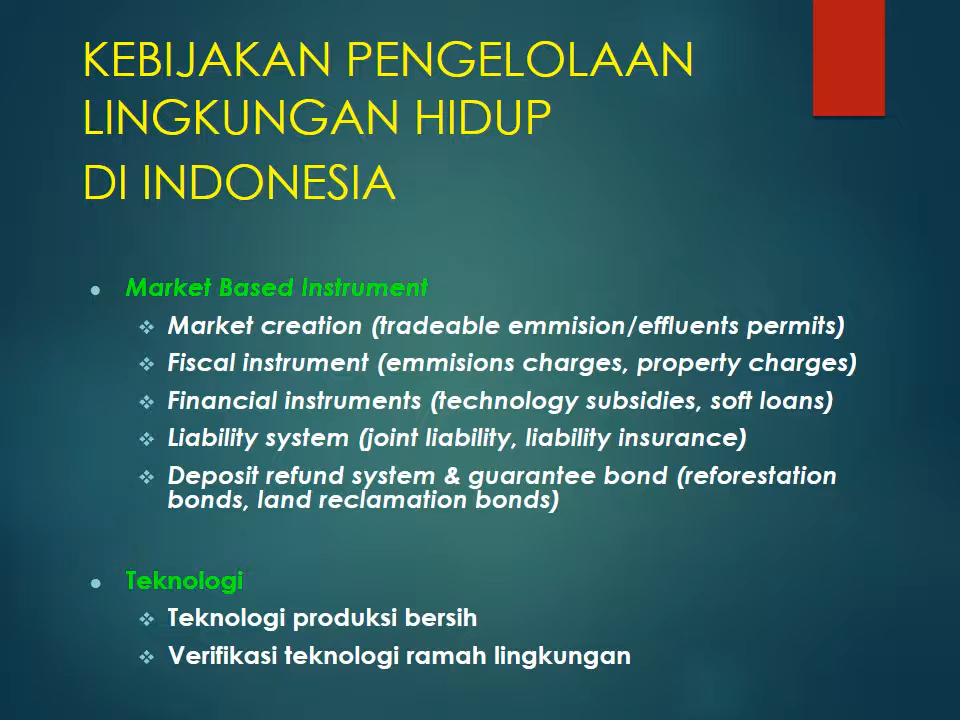 KEBIJAKAN PENGELOLAAN
LINGKUNGAN HIDUP
DI INDONESIA
Market Based Instrument
Market creation (tradeable emmision/effluents permits)
Fiscal instrument (emmisions charges, property charges)
Financial instruments (technology subsidies, soft loans)
Liability system (joint liability, liability insurance)
Deposit refund system & guarantee bond (reforestation
bonds, land reclamation bonds)
Teknologi
Teknologi produksi bersih
Verifikasi teknologi ramah lingkungan